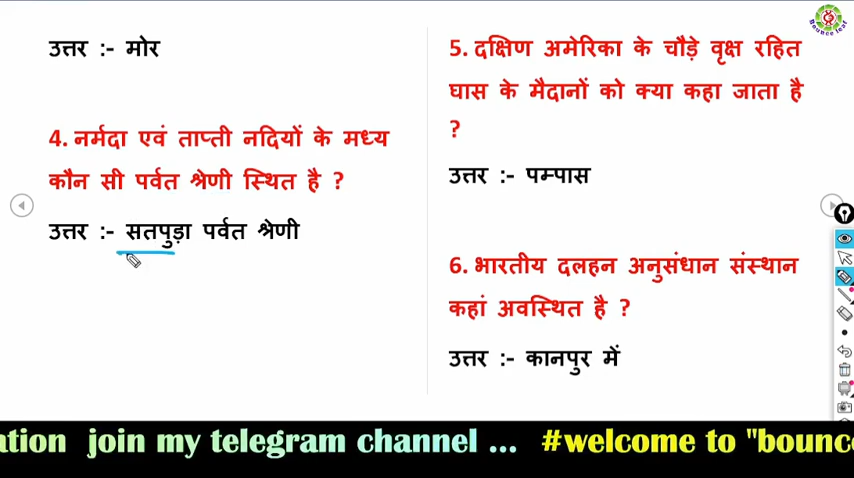 उत्तर :- मोर
4. नर्मदा एवं ताप्ती नदियों के मध्य
कौन सी पर्वत श्रेणी स्थित है ?
उत्तर :- सतपुड़ा पर्वत श्रेणी
5. दक्षिण अमेरिका के चौड़े वृक्ष रहित
घास के मैदानों को क्या कहा जाता है
?
उत्तर :- पम्पास
6. भारतीय दलहन अनुसंधान संस्थान
कहां अवस्थित है ?
उत्तर :- कानपुर में
ation join my telegram channel ... #welcome to "bounce